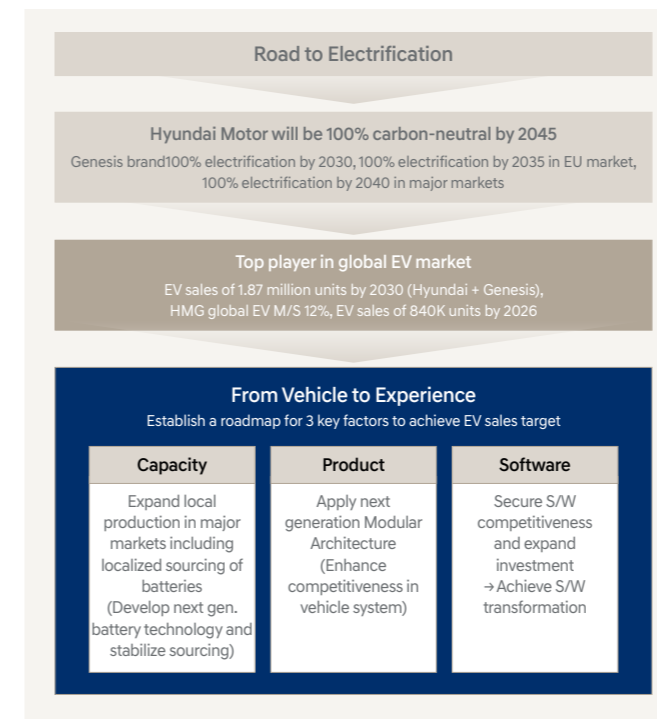 Road to Electrification
Hyundai Motor will be 100% carbon-neutral by 2045
Genesis brand100% electrification by 2030, 100% electrification by 2035 in EU market,
100% electrification by 2040 in major markets
Top player in global EV market
EV sales of 1.87 million units by 2030 (Hyundai + Genesis),
HMG global EV M/S 12%, EV sales of 840K units by 2026
From Vehicle to Experience
Establish a roadmap for 3 key factors to achieve EV sales target
Capacity
Expand local
production in major
markets including
localized sourcing of
batteries
(Develop next gen.
battery technology and
stabilize sourcing)
Product
Apply next
generation Modular
Architecture
(Enhance
competitiveness in
vehicle system)
Software
Secure S/W
competitiveness
and expand
investment
→Achieve S/W
transformation